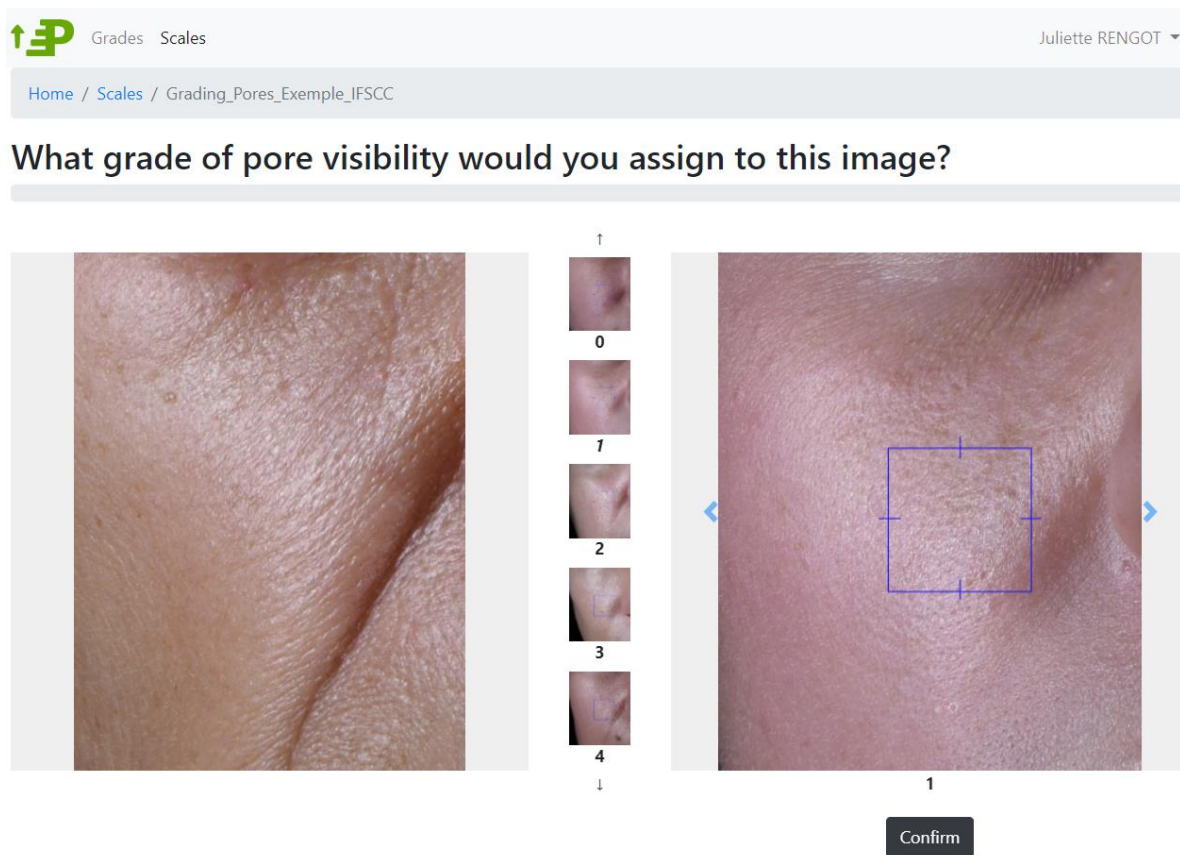 Grades Scales Juliette RENGOT
Home / Scales / Grading_Pores_Exemple_IFSCC
What grade of pore visibility would you assign to this image?
↑
0
1
2
3
4
↓
1
Confirm